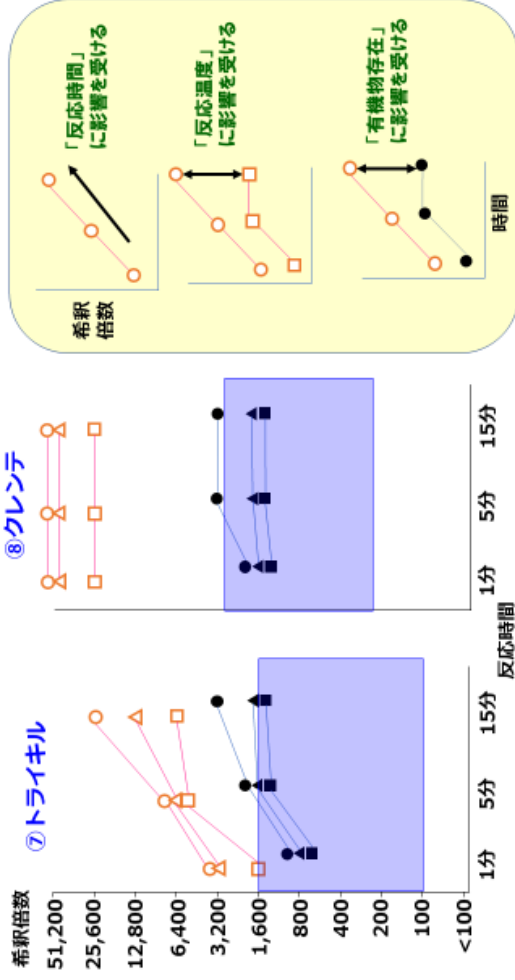 希釈倍数
⑦トライキル
51,200
25,600
12,800
6,400
3,200
1,600
800
400
200
100
<100
1分
5分
15分
⑧クレンテ
1分
5分
15分
反応時間
希釈
倍数
「反応時間」
に影響を受ける
「反応温度」
に影響を受ける
「有機物存在」
に影響を受ける
時間